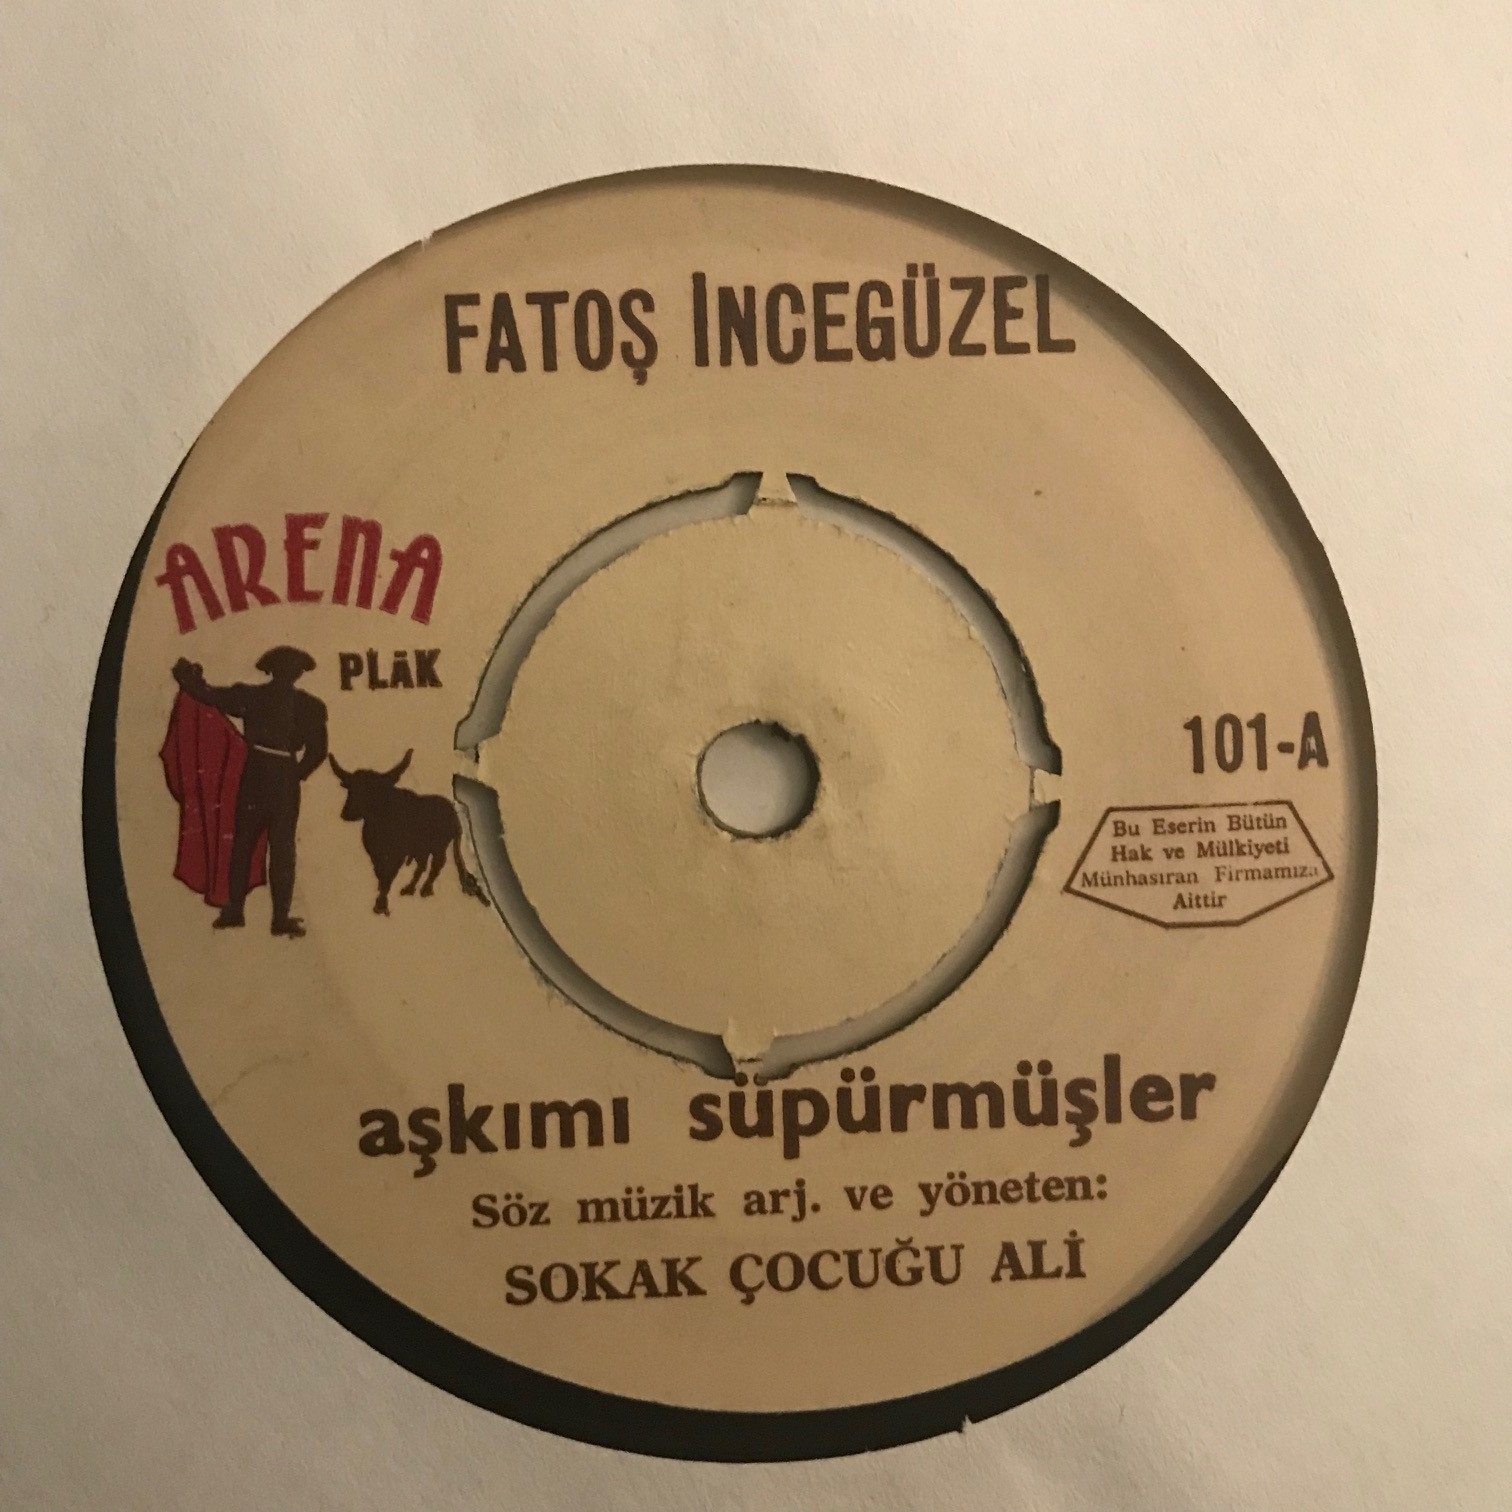 FATOŞ İNCEGÜZEL
ARENA
PLÂK
101-A
Bu Eserin Bütün
Hak ve Mülkiyeti
Münhasıran Firmamıza
Aittir
aşkımı süpürmüşler
Söz müzik arj. ve yöneten:
SOKAK ÇOCUĞU ALİ